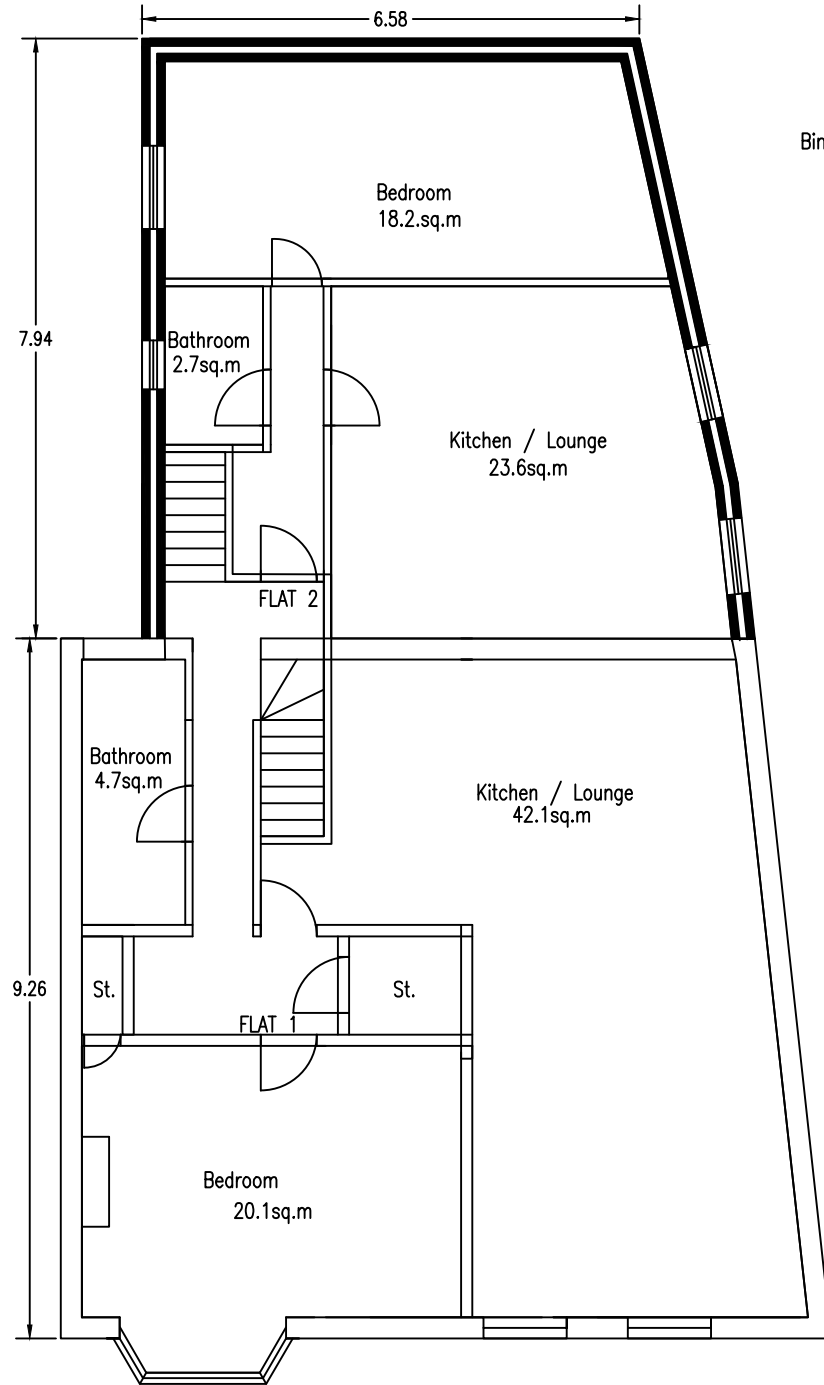 6.58
Bin
Bedroom
18.2.sq.m
7.94
Bathroom
2.7sq.m
Kitchen / Lounge
23.6sq.m
FLAT 2
Bathroom
4.7sq.m
Kitchen / Lounge
42.1sq.m
9.26
St.
St.
FLAT 1
Bedroom
20.1sq.m